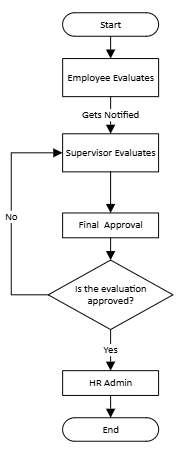 Start
Employee Evaluates
Gets Notified
Supervisor Evaluates
No
Final Approval
Is the evaluation
approved?
Yes
HR Admin
End